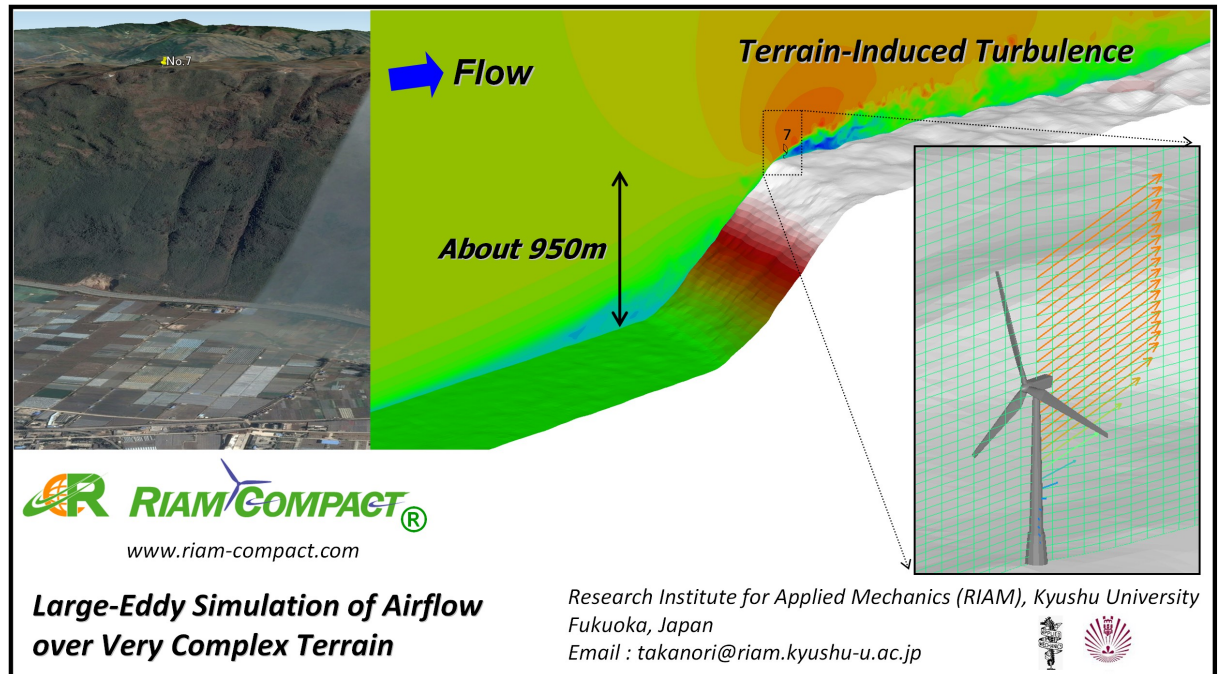 No.7
Flow
Terrain-Induced Turbulence
7
About 950m
R
RIAM COMPACT®
www.riam-compact.com
Large-Eddy Simulation of Airflow
over Very Complex Terrain
Research Institute for Applied Mechanics (RIAM), Kyushu University
Fukuoka, Japan
Email : takanori@riam.kyushu-u.ac.jp